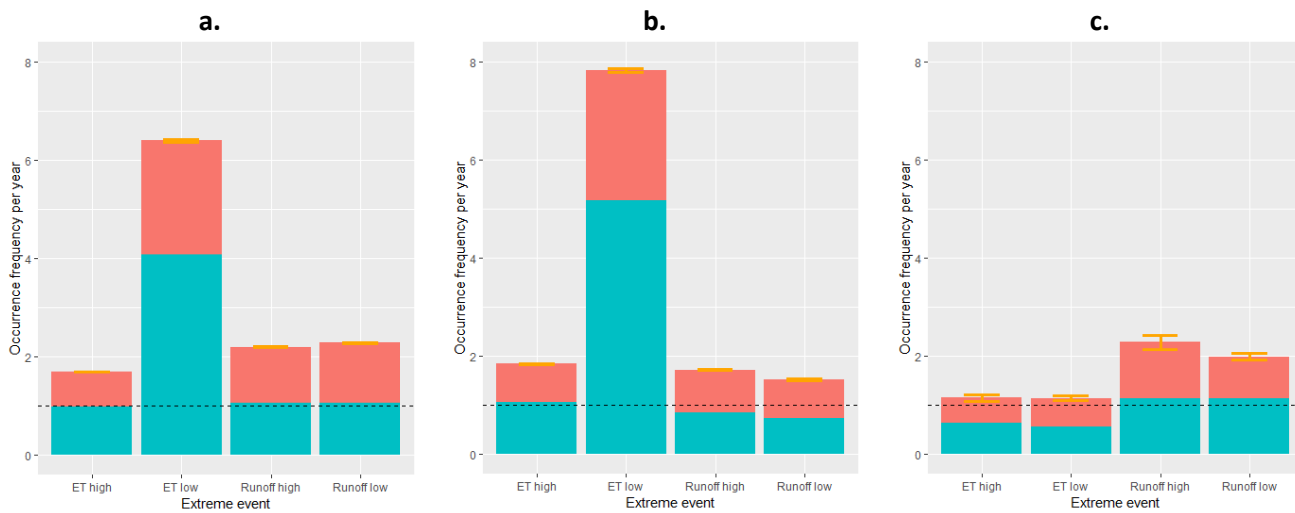 a.
8
6
4
2
0
Occurrence frequency per year
ET high ET low Runoff high Runoff low
Extreme event
b.
8
6
4
2
0
Occurrence frequency per year
ET high ET low Runoff high Runoff low
Extreme event
c.
8
6
4
2
0
Occurrence frequency per year
ET high ET low Runoff high Runoff low
Extreme event